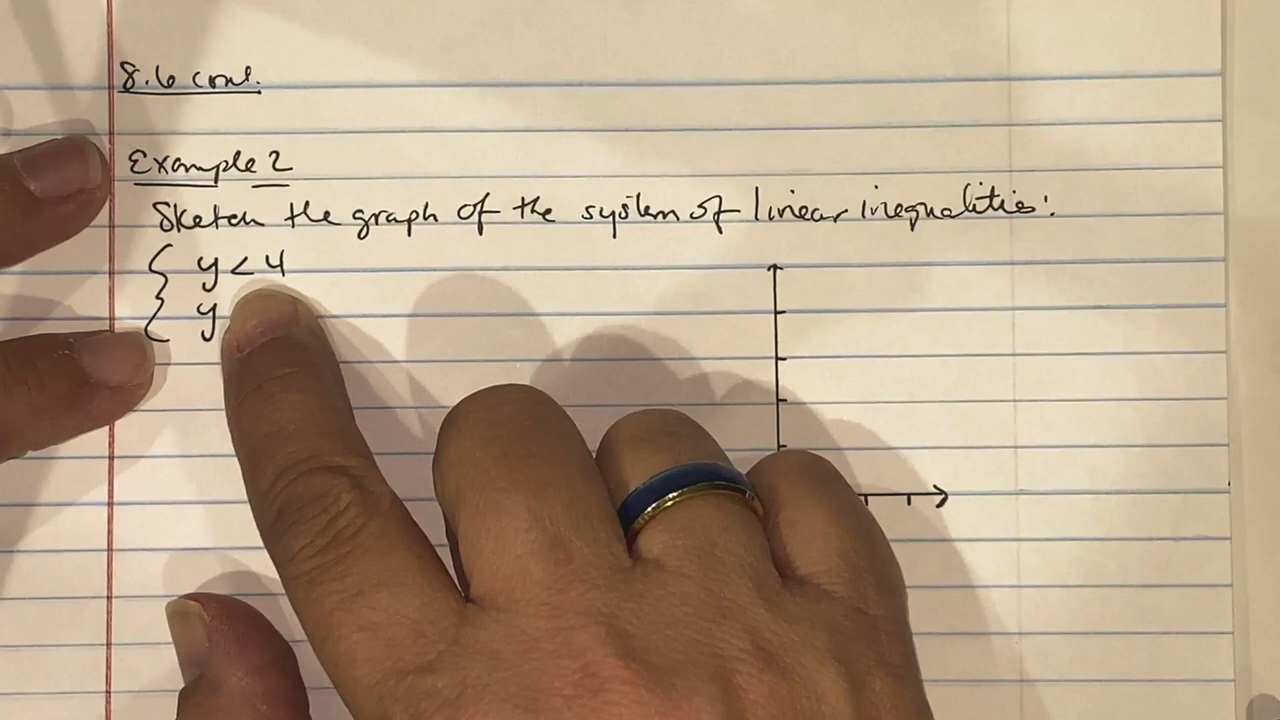 8.6 cont.
Example 2
Sketch the graph of the system of linear inequalities:
y < 4
y